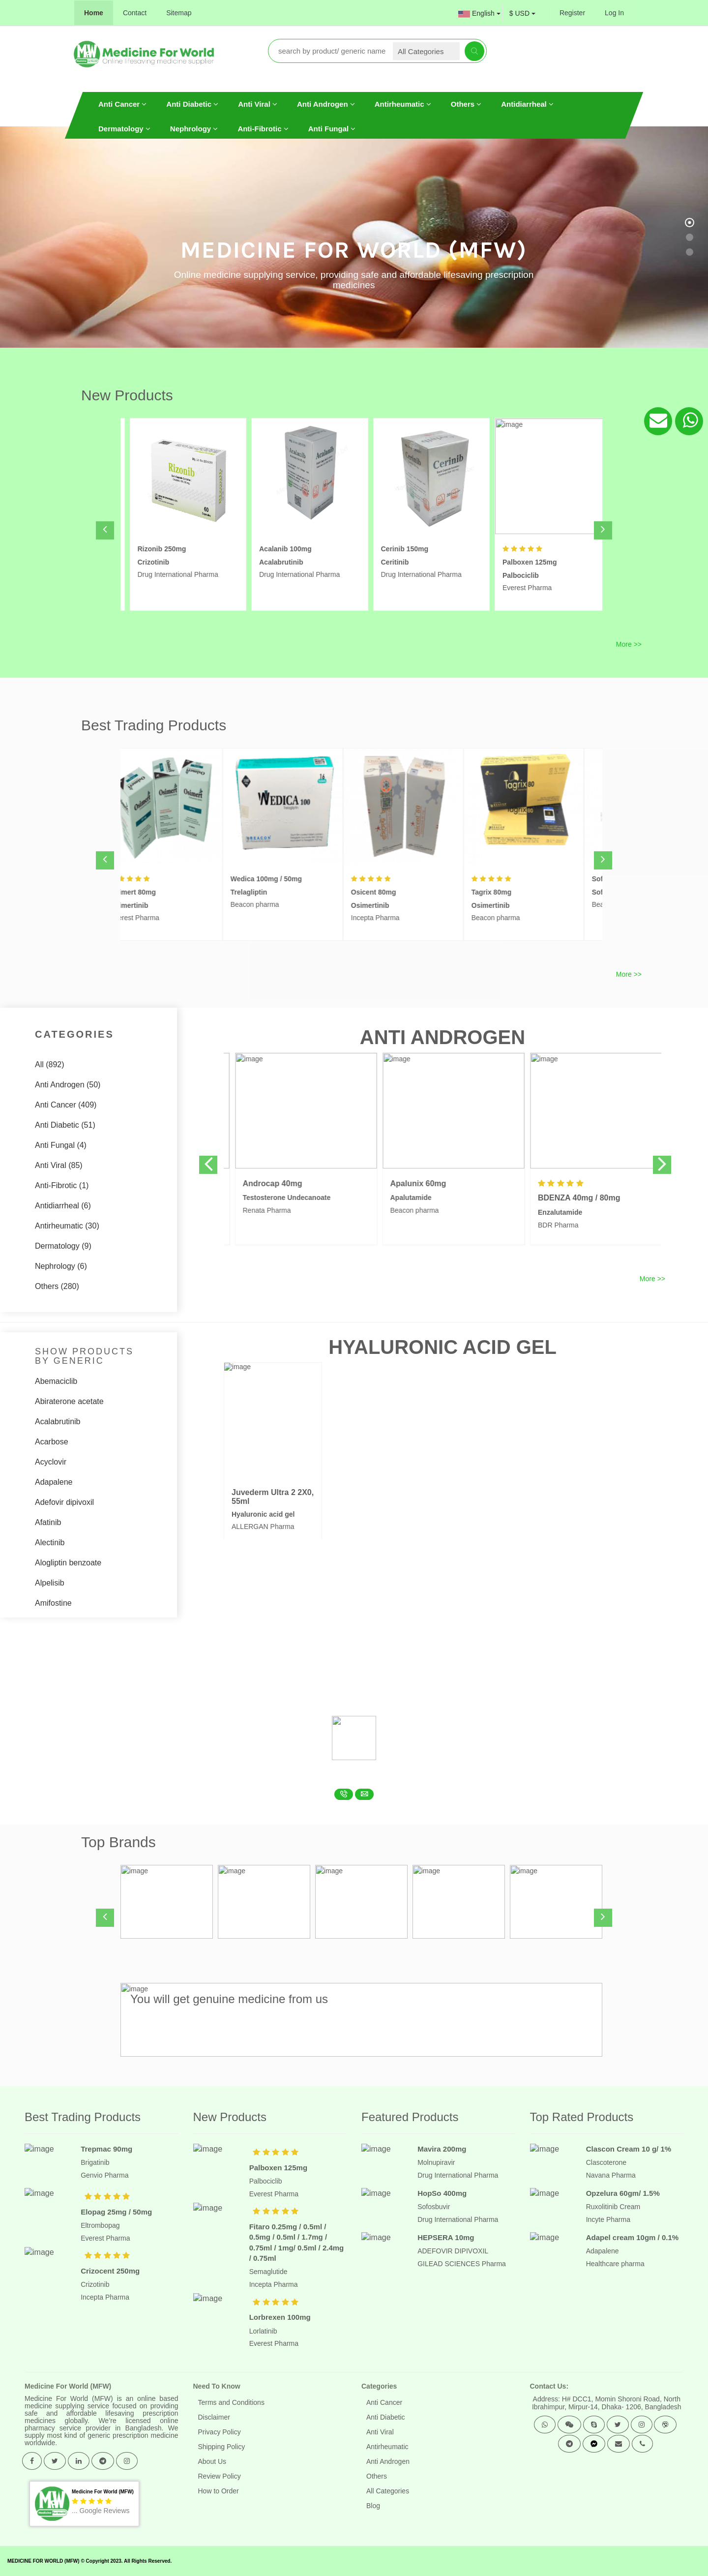 Home Contact Sitemap English $ USD Register Log In
Medicine For World
Online lifesaving medicine supplier
search by product/ generic name All Categories
Anti Cancer Anti Diabetic Anti Viral Anti Androgen Antirheumatic Others Antidiarrheal
Dermatology Nephrology Anti-Fibrotic Anti Fungal
MEDICINE FOR WORLD (MFW)
Online medicine supplying service, providing safe and affordable lifesaving prescription
medicines
New Products
image
Rizonib 250mg
Crizotinib
Drug International Pharma
Acalanib 100mg
Acalabrutinib
Drug International Pharma
Cerinib 150mg
Ceritinib
Drug International Pharma
Palboxen 125mg
Palbociclib
Everest Pharma
More >>
Best Trading Products
imert 80mg
imertinib
erest Pharma
Wedica 100mg / 50mg
Trelagliptin
Beacon pharma
Osicent 80mg
Osimertinib
Incepta Pharma
Tagrix 80mg
Osimertinib
Beacon pharma
Sof
Sof
Bea
More >>
CATEGORIES
All (892)
Anti Androgen (50)
Anti Cancer (409)
Anti Diabetic (51)
Anti Fungal (4)
Anti Viral (85)
Anti-Fibrotic (1)
Antidiarrheal (6)
Antirheumatic (30)
Dermatology (9)
Nephrology (6)
Others (280)
ANTI ANDROGEN
image image image
Androcap 40mg
Testosterone Undecanoate
Renata Pharma
Apalunix 60mg
Apalutamide
Beacon pharma
BDENZA 40mg / 80mg
Enzalutamide
BDR Pharma
More >>
SHOW PRODUCTS
BY GENERIC
Abemaciclib
Abiraterone acetate
Acalabrutinib
Acarbose
Acyclovir
Adapalene
Adefovir dipivoxil
Afatinib
Alectinib
Alogliptin benzoate
Alpelisib
Amifostine
HYALURONIC ACID GEL
image
Juvederm Ultra 2 2X0,
55ml
Hyaluronic acid gel
ALLERGAN Pharma
Top Brands
image image image image image
image
You will get genuine medicine from us
Best Trading Products
image
Trepmac 90mg
Brigatinib
Genvio Pharma
image
Elopag 25mg / 50mg
Eltrombopag
Everest Pharma
image
Crizocent 250mg
Crizotinib
Incepta Pharma
New Products
image
Palboxen 125mg
Palbociclib
Everest Pharma
image
Fitaro 0.25mg / 0.5ml /
0.5mg / 0.5ml / 1.7mg /
0.75ml / 1mg/ 0.5ml / 2.4mg
/ 0.75ml
Semaglutide
Incepta Pharma
image
Lorbrexen 100mg
Lorlatinib
Everest Pharma
Featured Products
image
Mavira 200mg
Molnupiravir
Drug International Pharma
image
HopSo 400mg
Sofosbuvir
Drug International Pharma
image
HEPSERA 10mg
ADEFOVIR DIPIVOXIL
GILEAD SCIENCES Pharma
Top Rated Products
image
Clascon Cream 10 g/ 1%
Clascoterone
Navana Pharma
image
Opzelura 60gm/ 1.5%
Ruxolitinib Cream
Incyte Pharma
image
Adapel cream 10gm / 0.1%
Adapalene
Healthcare pharma
Medicine For World (MFW)
Medicine For World (MFW) is an online based
medicine supplying service focused on providing
safe and affordable lifesaving prescription
medicines globally. We're licensed online
pharmacy service provider in Bangladesh. We
supply most kind of generic prescription medicine
worldwide.
Medicine For World (MFW)
... Google Reviews
Need To Know
Terms and Conditions
Disclaimer
Privacy Policy
Shipping Policy
About Us
Review Policy
How to Order
Categories
Anti Cancer
Anti Diabetic
Anti Viral
Antirheumatic
Anti Androgen
Others
All Categories
Blog
Contact Us:
Address: H# DCC1, Momin Shoroni Road, North
Ibrahimpur, Mirpur-14, Dhaka- 1206, Bangladesh
MEDICINE FOR WORLD (MFW) © Copyright 2023. All Rights Reserved.